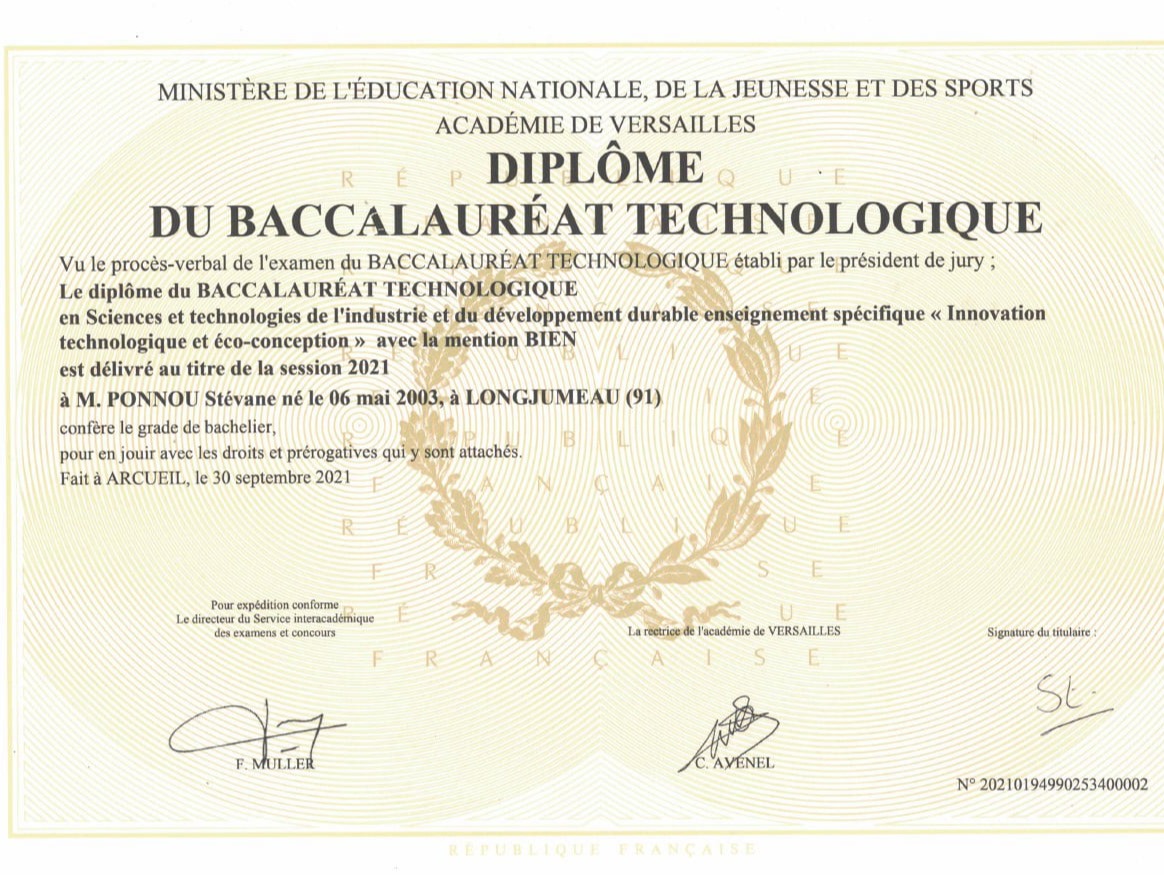 MINISTÈRE DE L'ÉDUCATION NATIONALE, DE LA JEUNESSE ET DES SPORTS
ACADÉMIE DE VERSAILLES
DIPLÔME
DU BACCALAURÉAT TECHNOLOGIQUE
Vu le procès-verbal de l'examen du BACCALAURÉAT TECHNOLOGIQUE établi par le président de jury ;
Le diplôme du BACCALAURÉAT TECHNOLOGIQUE
en Sciences et technologies de l'industrie et du développement durable enseignement spécifique « Innovation
technologique et éco-conception » avec la mention BIEN
est délivré au titre de la session 2021
à M. PONNOU Stévane né le 06 mai 2003, à LONGJUMEAU (91)
confère le grade de bachelier,
pour en jouir avec les droits et prérogatives qui y sont attachés.
Fait à ARCUEIL, le 30 septembre 2021
Pour expédition conforme
Le directeur du Service interacadémique
des examens et concours
La rectrice de l'académie de VERSAILLES
Signature du titulaire :
St.
F. MULLER
C. AVENEL
N° 20210194990253400002
RÉPUBLIQUE FRANÇAISE